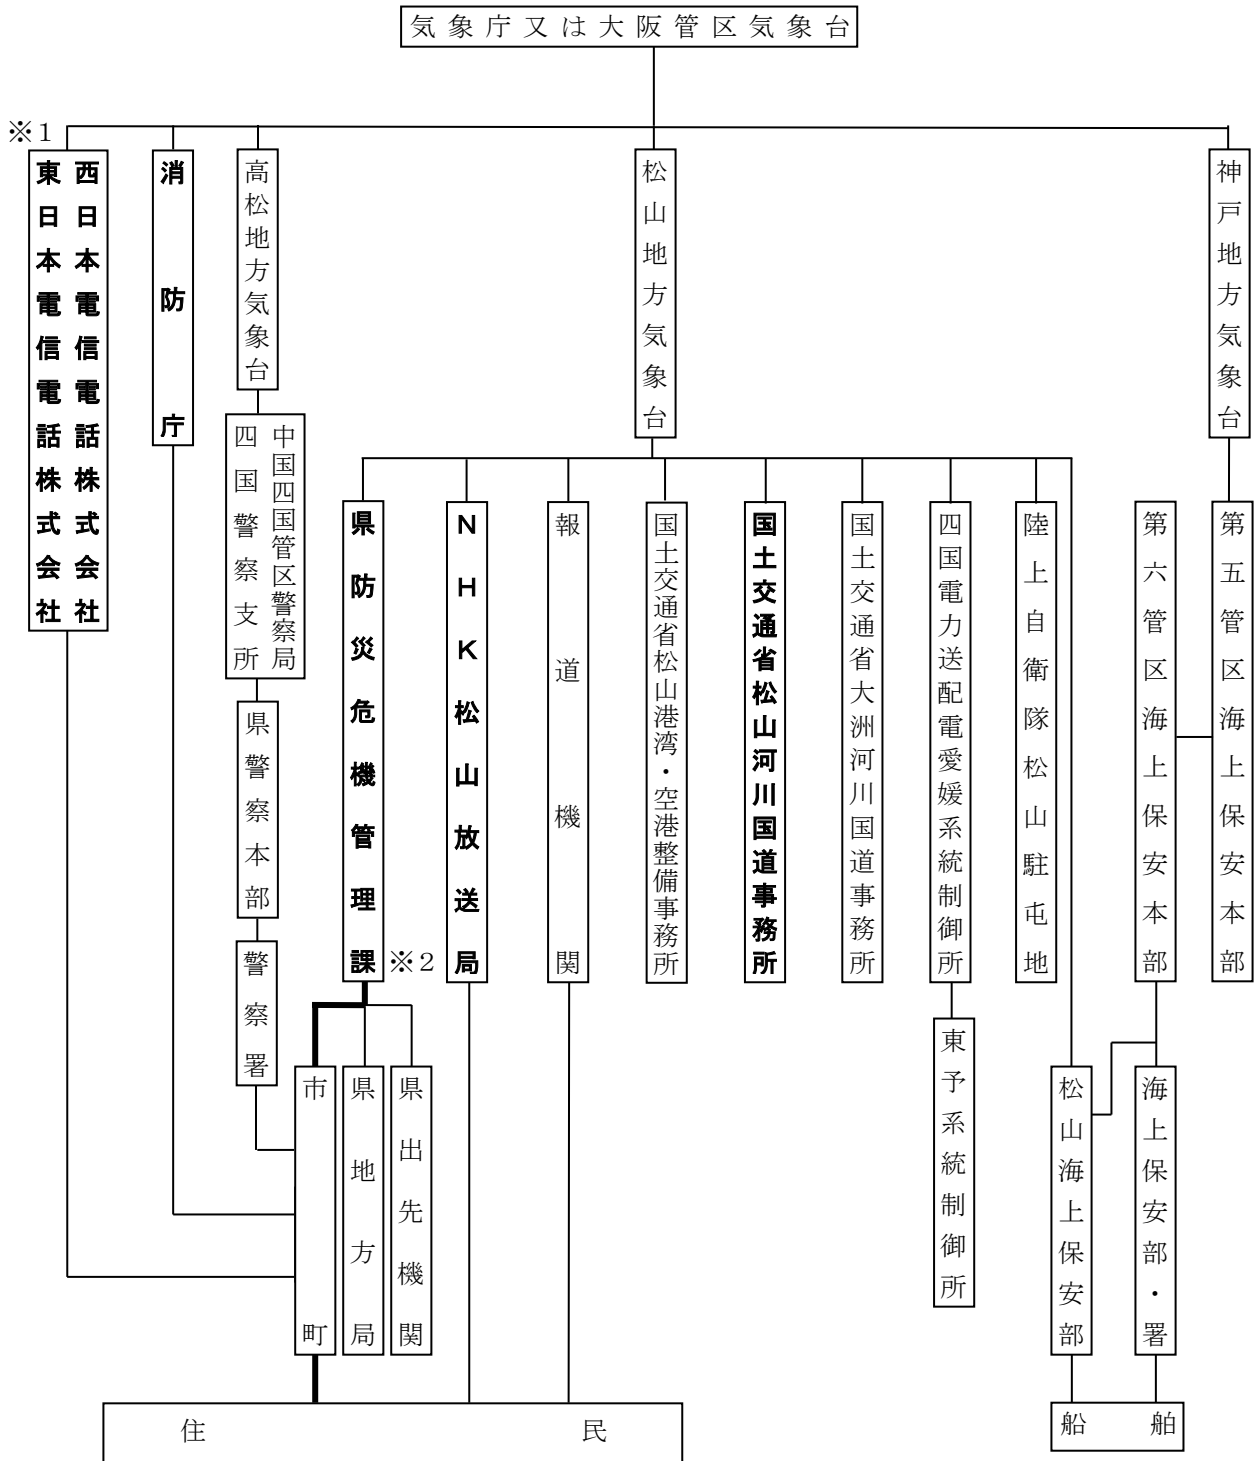 気象庁又は大阪管区気象台
※1
西日本電信電話株式会社
東日本電信電話株式会社
消防庁
高松地方気象台
松山地方気象台
神戸地方気象台
中国四国管区警察局
四国警察支所
県警察本部
警察署
県防災危機管理課
※2
NHK松山放送局
報道機関
国土交通省松山港湾・空港整備事務所
国土交通省松山河川国道事務所
国土交通省大洲河川国道事務所
四国電力送配電愛媛系統制御所
陸上自衛隊松山駐屯地
第六管区海上保安本部
第五管区海上保安本部
市町
県地方局
県出先機関
東予系統制御所
松山海上保安部
海上保安部・署
住民
船舶